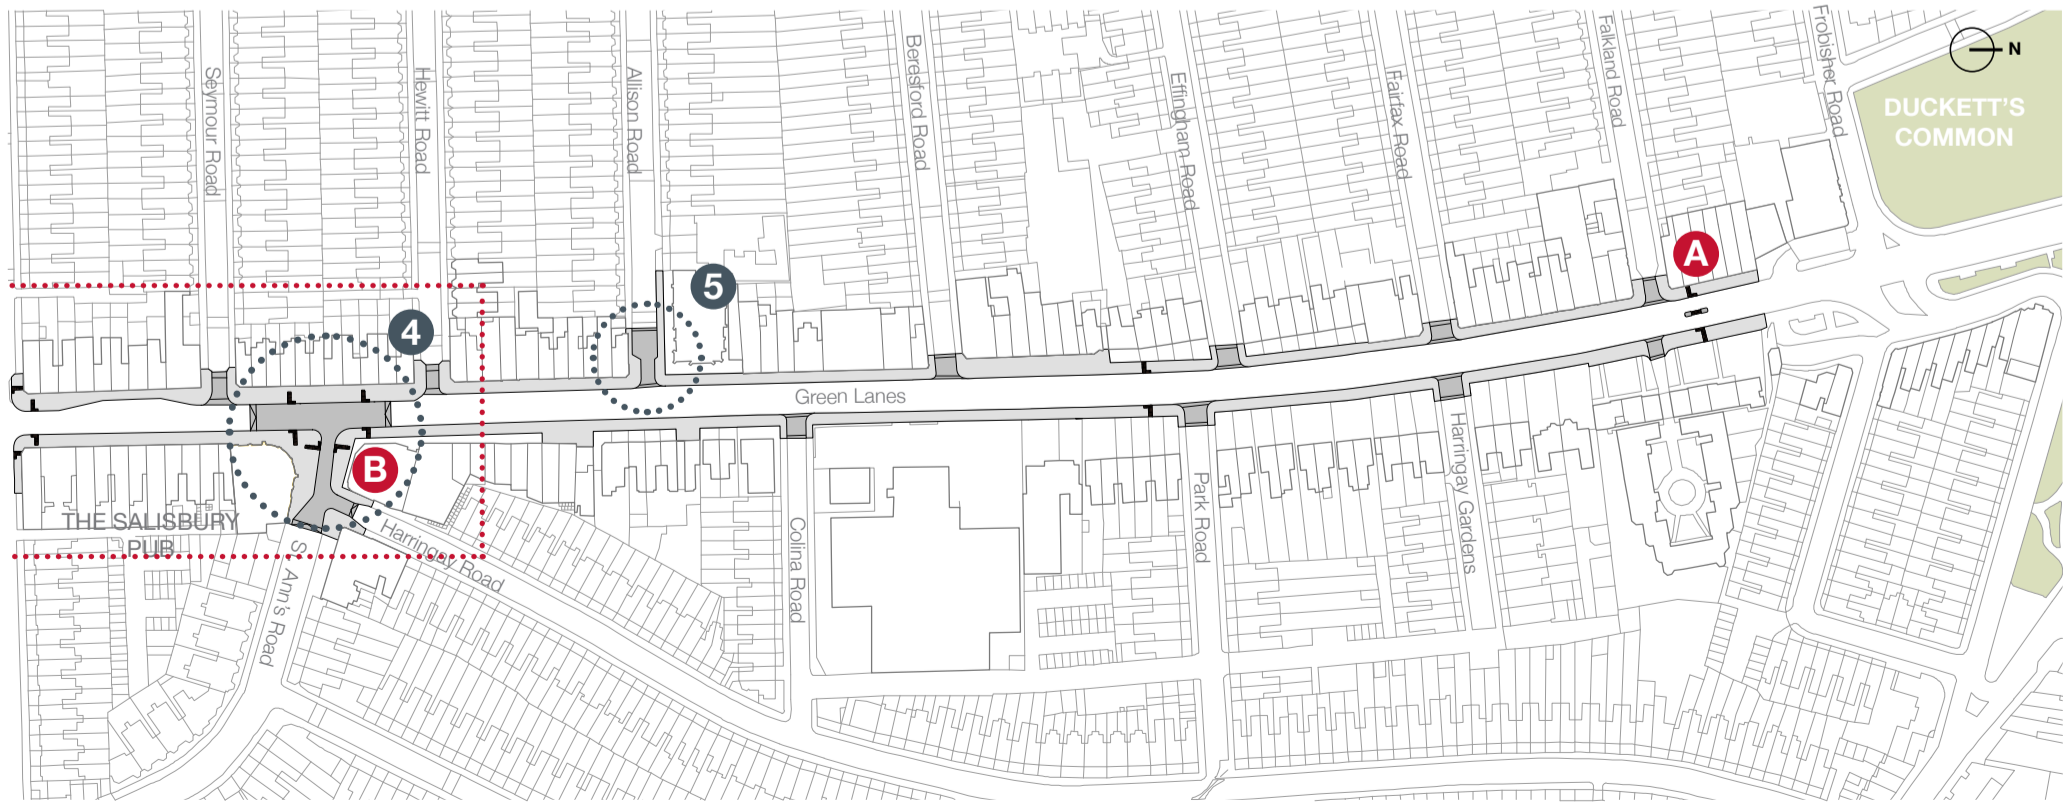 Seymour Road
Hewitt Road
Allison Road
Beresford Road
Effingham Road
Fairfax Road
Falkland Road
Frobisher Road
N
DUCKETT'S
COMMON
A
5
4
Green Lanes
B
THE SALISBURY
PUB
S
Ann's Road
Harringay Road
Colina Road
Park Road
Harringay Gardens